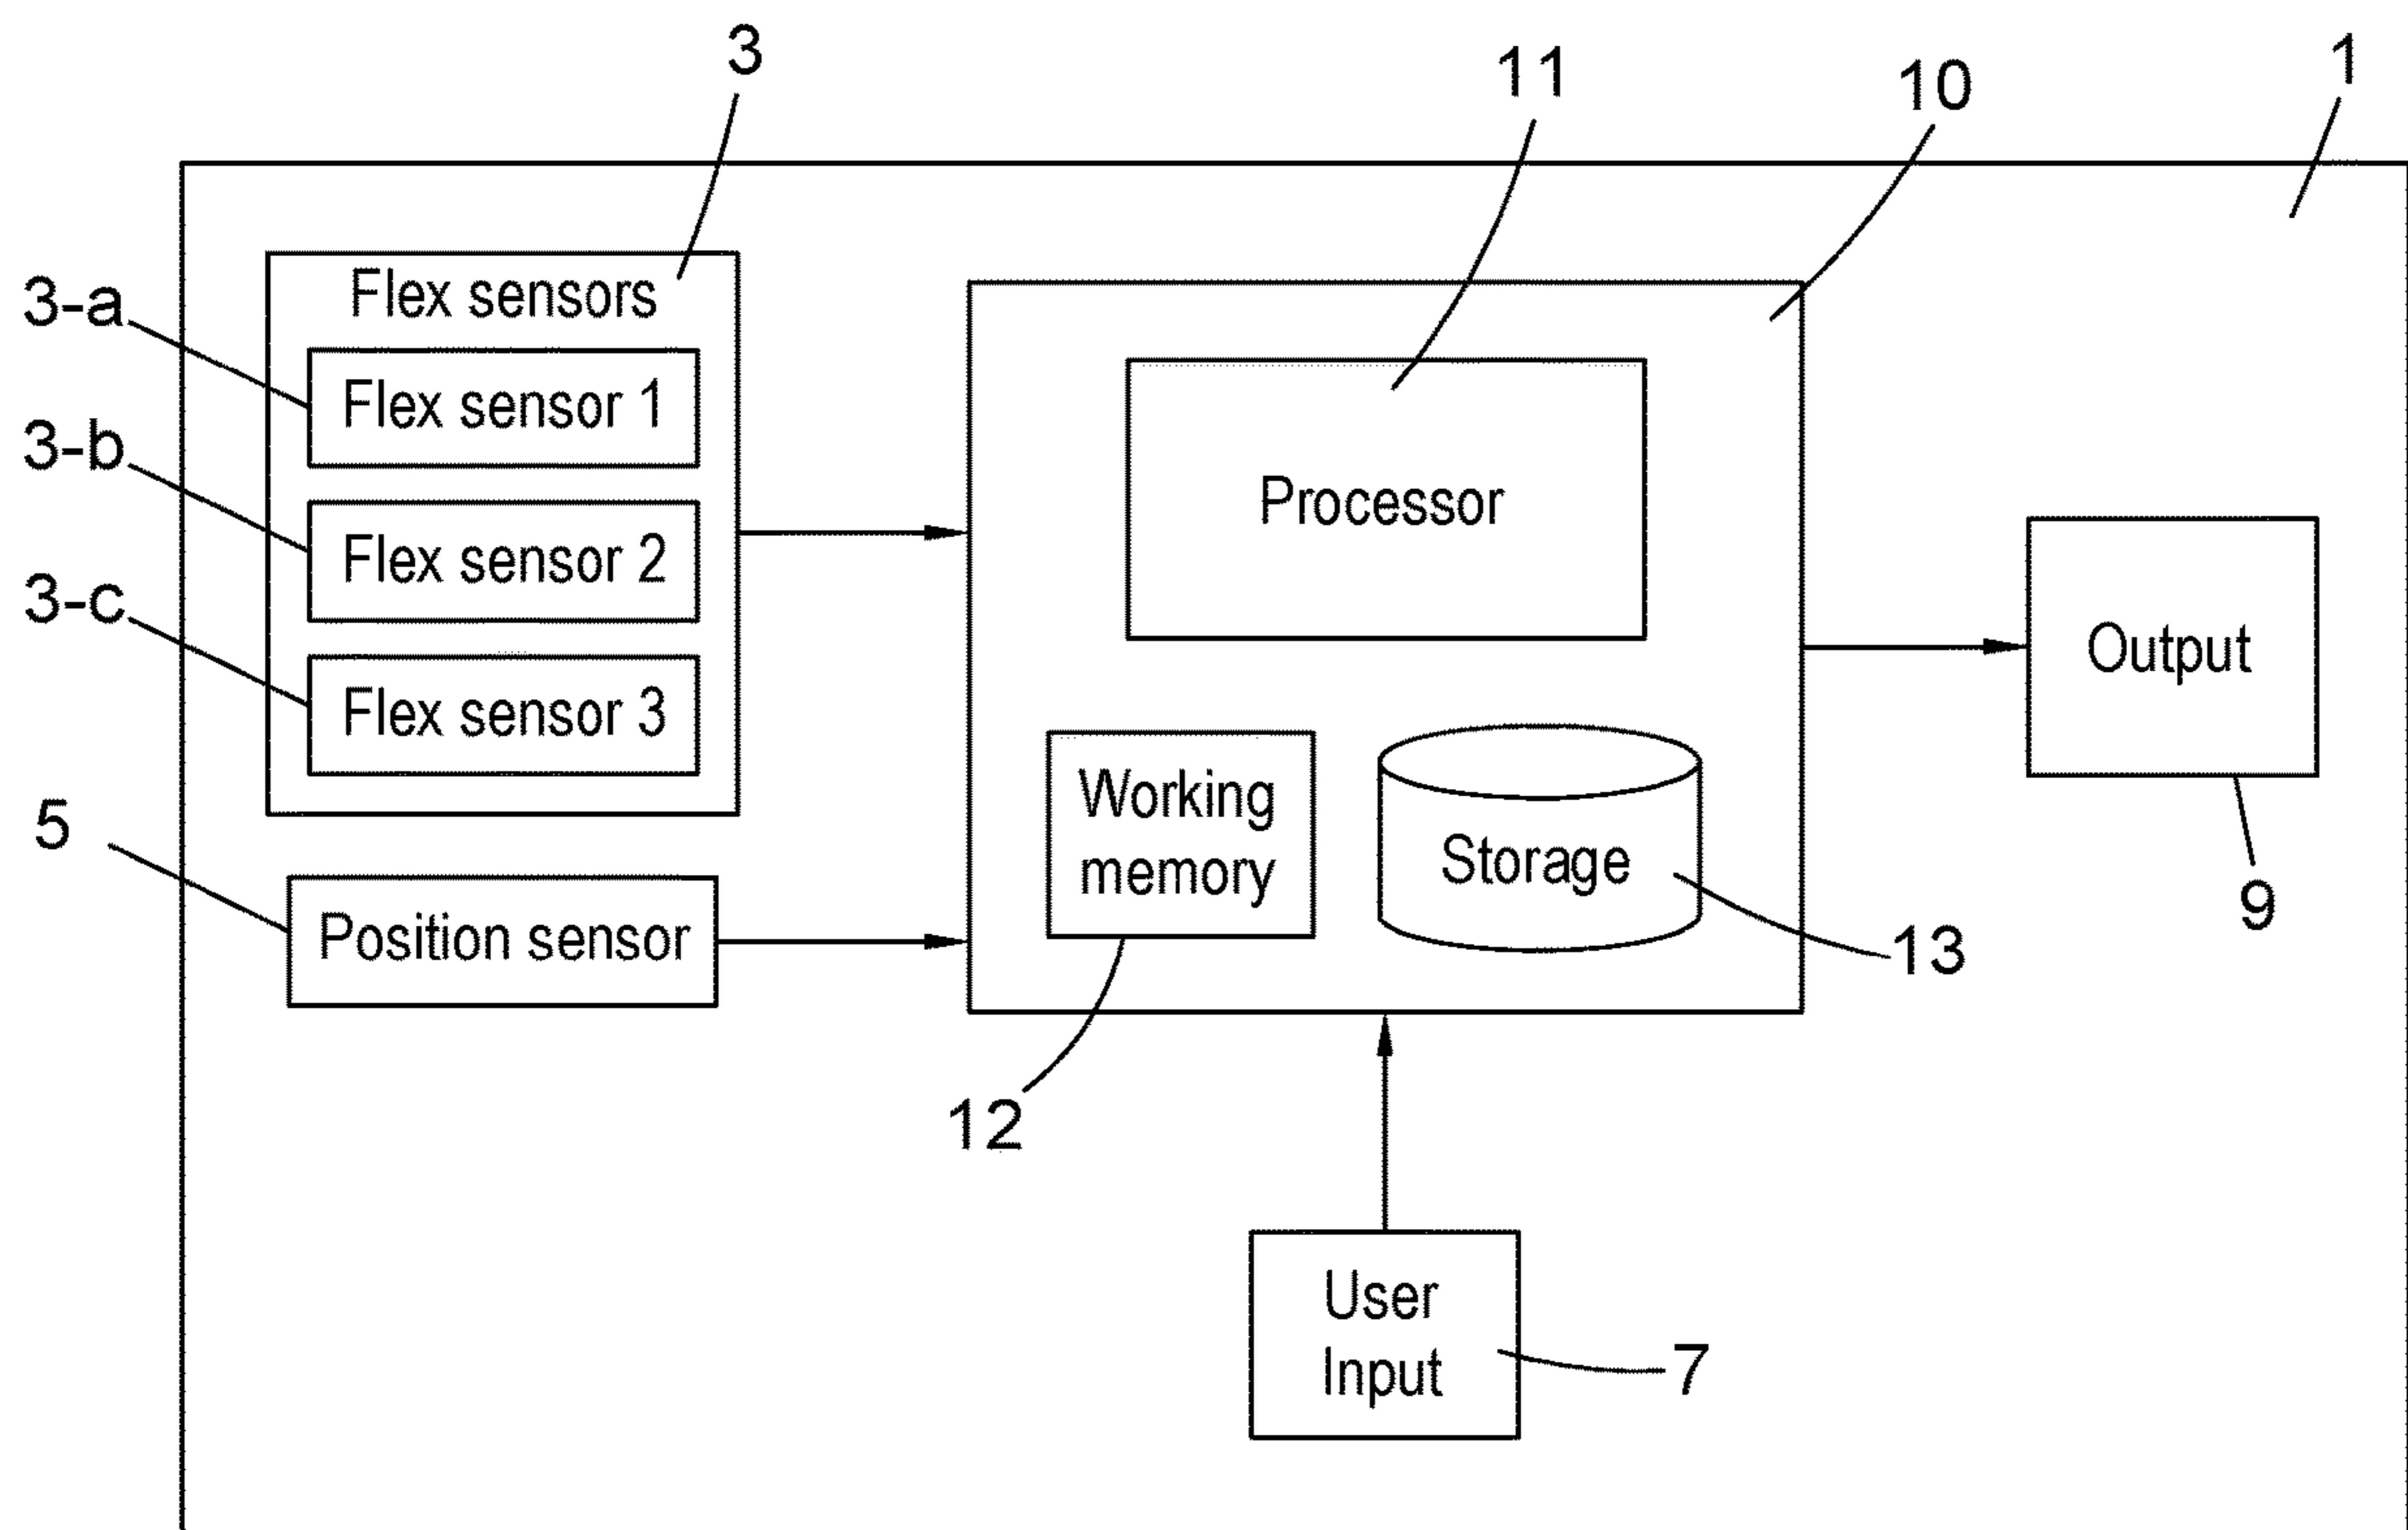 3
11
10
1
Flex sensors
3-a
Flex sensor 1
3-b
Flex sensor 2
3-c
Flex sensor 3
5
Position sensor
Processor
Working
memory
Storage
12
13
Output
9
User
Input
7